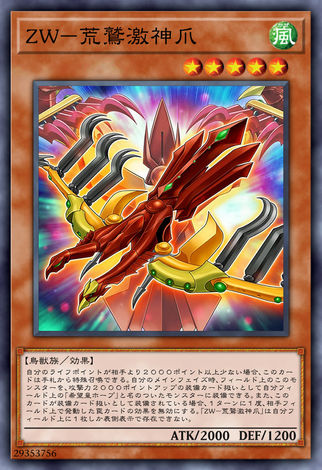 ZW－荒鷲激神爪
風
【鳥獣族／効果】
自分のライフポイントが相手より２０００ポイント以上少ない場合、このカ
ードは手札から特殊召喚できる。自分のメインフェイズ時、フィールド上のこのモ
ンスターを、攻撃力２０００ポイントアップの装備カード扱いとして自分フィ
ールド上の「希望皇ホープ」と名のついたモンスターに装備できる。また、この
カードが装備カード扱いとして装備されている場合、１ターンに１度、相手フィ
ールド上で発動した罠カードの効果を無効にする。「ZW－荒鷲激神爪」は自分フ
ィールド上に１枚しか表側表示で存在できない。
ATK/2000 DEF/1200
29353756